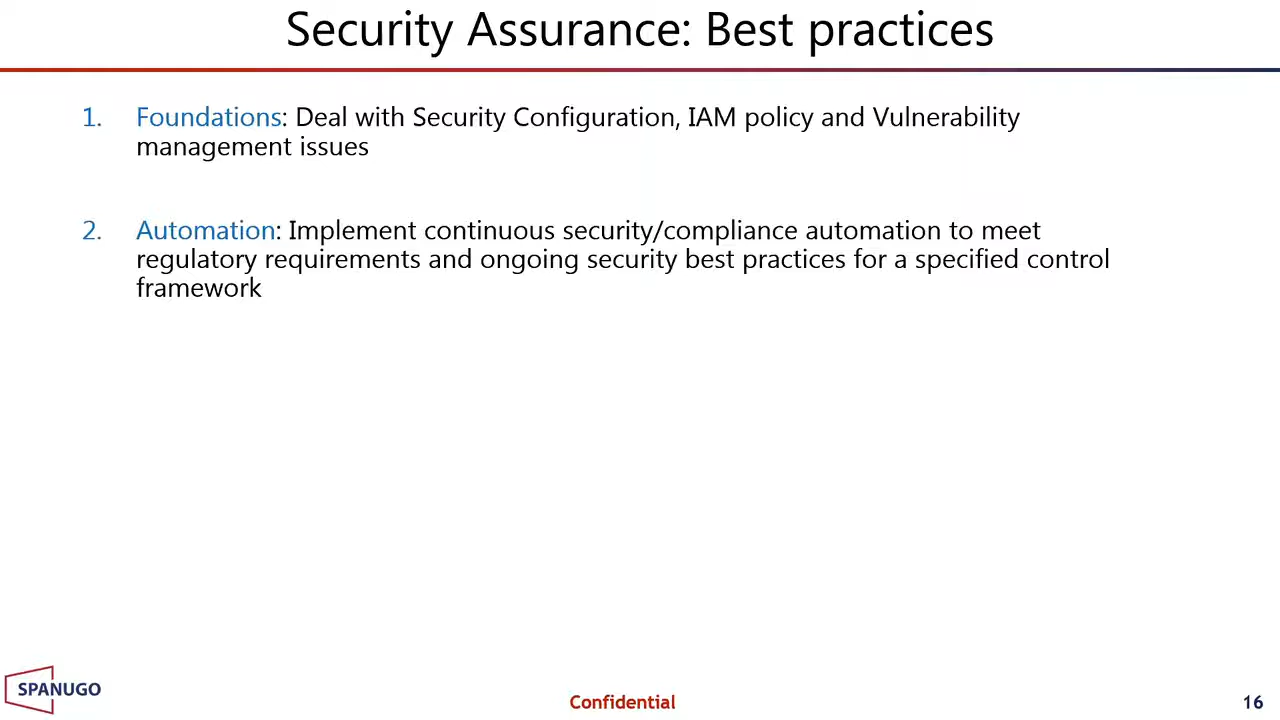 Security Assurance: Best practices
1. Foundations: Deal with Security Configuration, IAM policy and Vulnerability
management issues
2. Automation: Implement continuous security/compliance automation to meet
regulatory requirements and ongoing security best practices for a specified control
framework
SPANUGO
Confidential
16